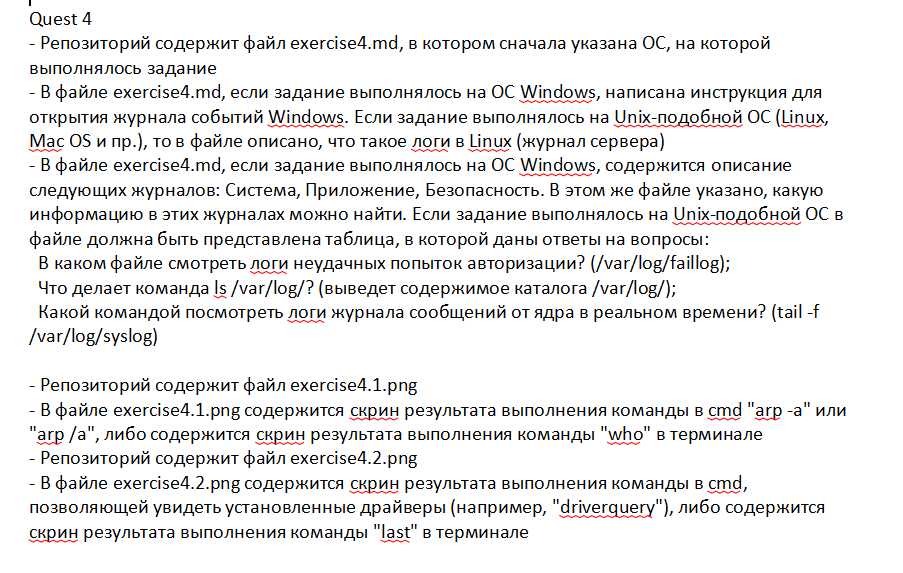 Quest 4
- Репозиторий содержит файл exercise4.md, в котором сначала указана ОС, на которой
выполнялось задание
- В файле exercise4.md, если задание выполнялось на ОС Windows, написана инструкция для
открытия журнала событий Windows. Если задание выполнялось на Unix-подобной ОС (Linux,
Mac OS и пр.), то в файле описано, что такое логи в Linux (журнал сервера)
- В файле exercise4.md, если задание выполнялось на ОС Windows, содержится описание
следующих журналов: Система, Приложение, Безопасность. В этом же файле указано, какую
информацию в этих журналах можно найти. Если задание выполнялось на Unix-подобной ОС в
файле должна быть представлена таблица, в которой даны ответы на вопросы:
В каком файле смотреть логи неудачных попыток авторизации? (/var/log/faillog);
Что делает команда ls /var/log/? (выведет содержимое каталога /var/log/);
Какой командой посмотреть логи журнала сообщений от ядра в реальном времени? (tail -f
/var/log/syslog)
- Репозиторий содержит файл exercise4.1.png
- В файле exercise4.1.png содержится скрин результата выполнения команды в cmd "arp -a" или
"arp /a", либо содержится скрин результата выполнения команды "who" в терминале
- Репозиторий содержит файл exercise4.2.png
- В файле exercise4.2.png содержится скрин результата выполнения команды в cmd,
позволяющей увидеть установленные драйверы (например, "driverquery"), либо содержится
скрин результата выполнения команды "last" в терминале